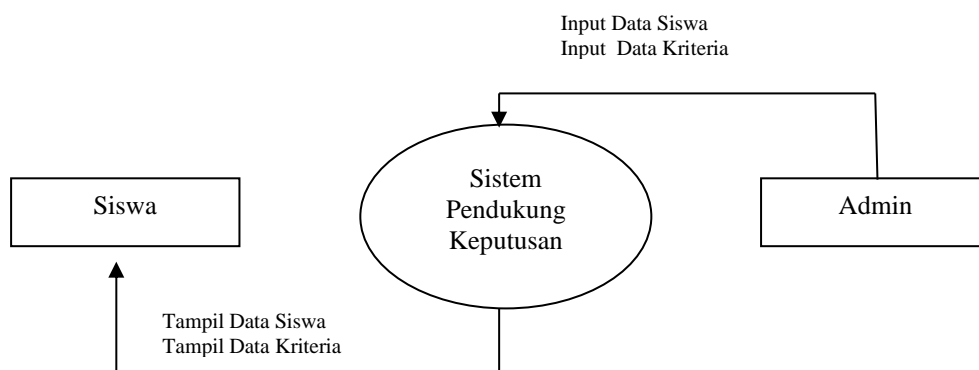 Input Data Siswa
Input  Data Kriteria
Siswa
Sistem
Pendukung
Keputusan
Admin
Tampil Data Siswa
Tampil Data Kriteria